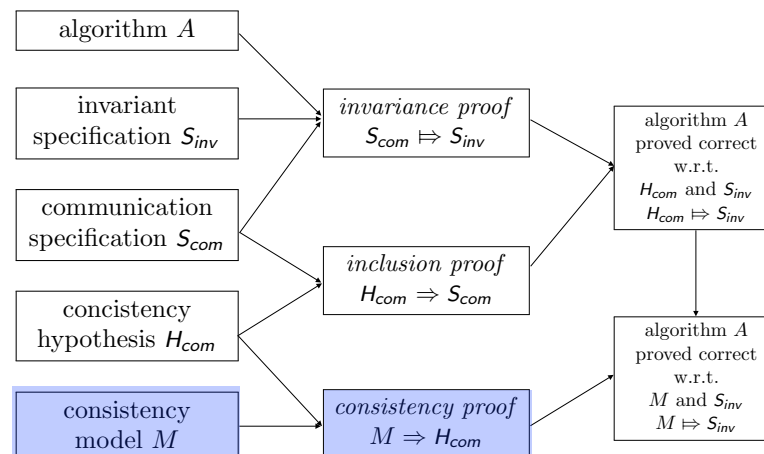 algorithm A
invariant
specification S_inv
communication
specification S_com
concistency
hypothesis H_com
consistency
model M
invariance proof
S_com ⤇ S_inv
inclusion proof
H_com ⇒ S_com
consistency proof
M ⇒ H_com
algorithm A
proved correct
w.r.t.
H_com and S_inv
H_com ⤇ S_inv
algorithm A
proved correct
w.r.t.
M and S_inv
M ⤇ S_inv